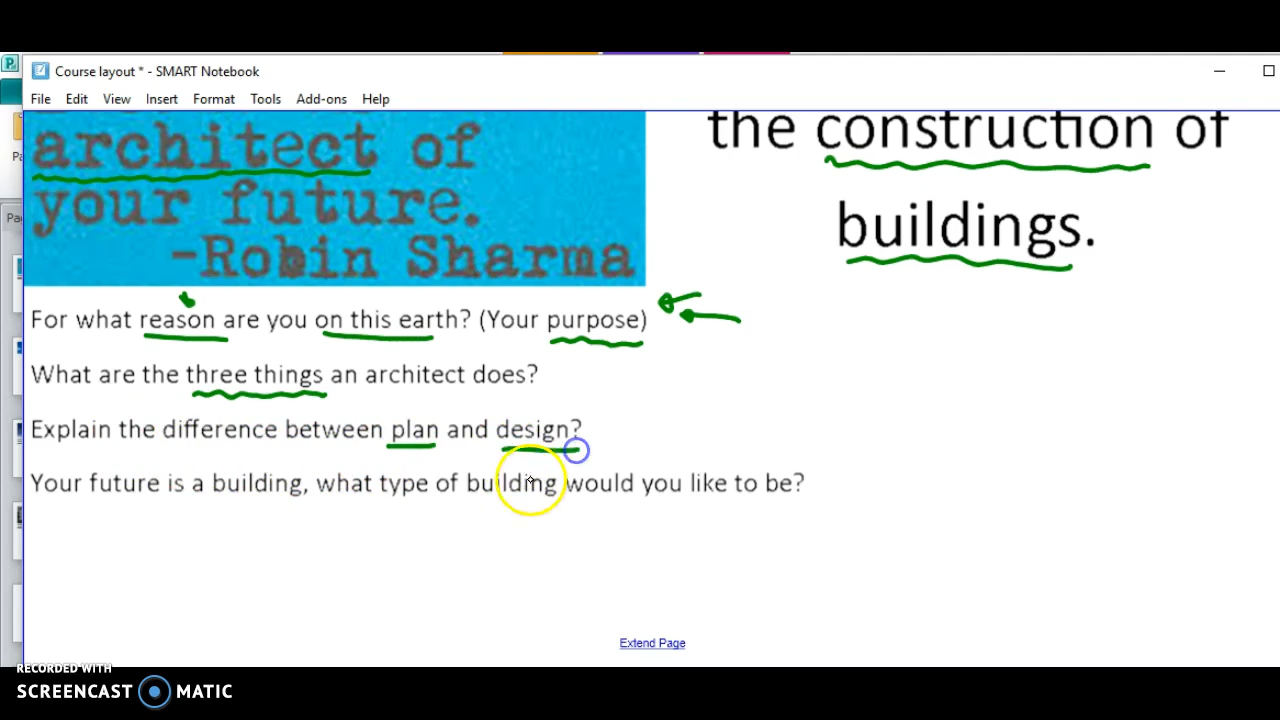 Course layout * - SMART Notebook
File Edit View Insert Format Tools Add-ons Help
architect of
your future.
-Robin Sharma
the construction of
buildings.
For what reason are you on this earth? (Your purpose)
What are the three things an architect does?
Explain the difference between plan and design?
Your future is a building, what type of building would you like to be?
Extend Page
RECORDED WITH
SCREENCAST MATIC